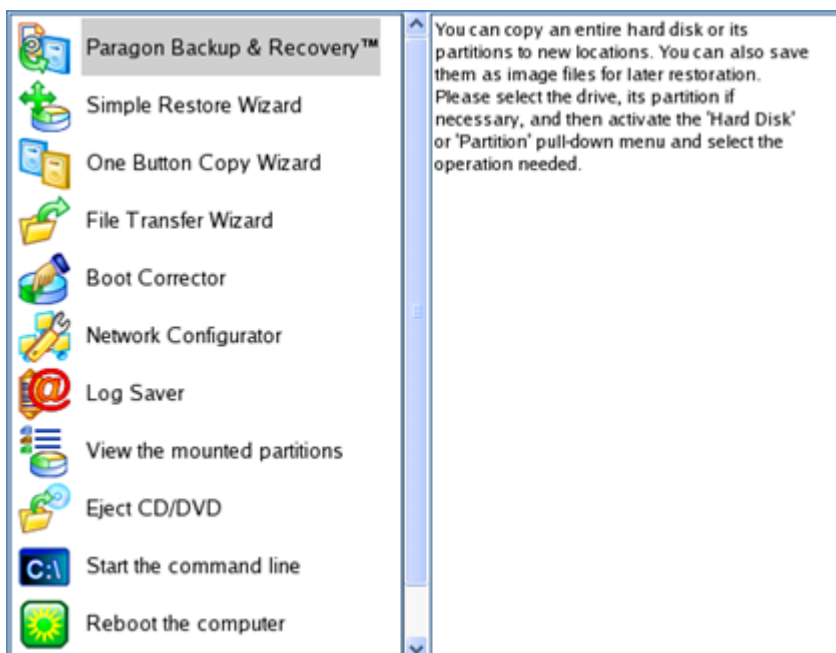 Paragon Backup & Recovery™
Simple Restore Wizard
One Button Copy Wizard
File Transfer Wizard
Boot Corrector
Network Configurator
Log Saver
View the mounted partitions
Eject CD/DVD
C:\
Start the command line
Reboot the computer
You can copy an entire hard disk or its
partitions to new locations. You can also save
them as image files for later restoration.
Please select the drive, its partition if
necessary, and then activate the 'Hard Disk'
or 'Partition' pull-down menu and select the
operation needed.